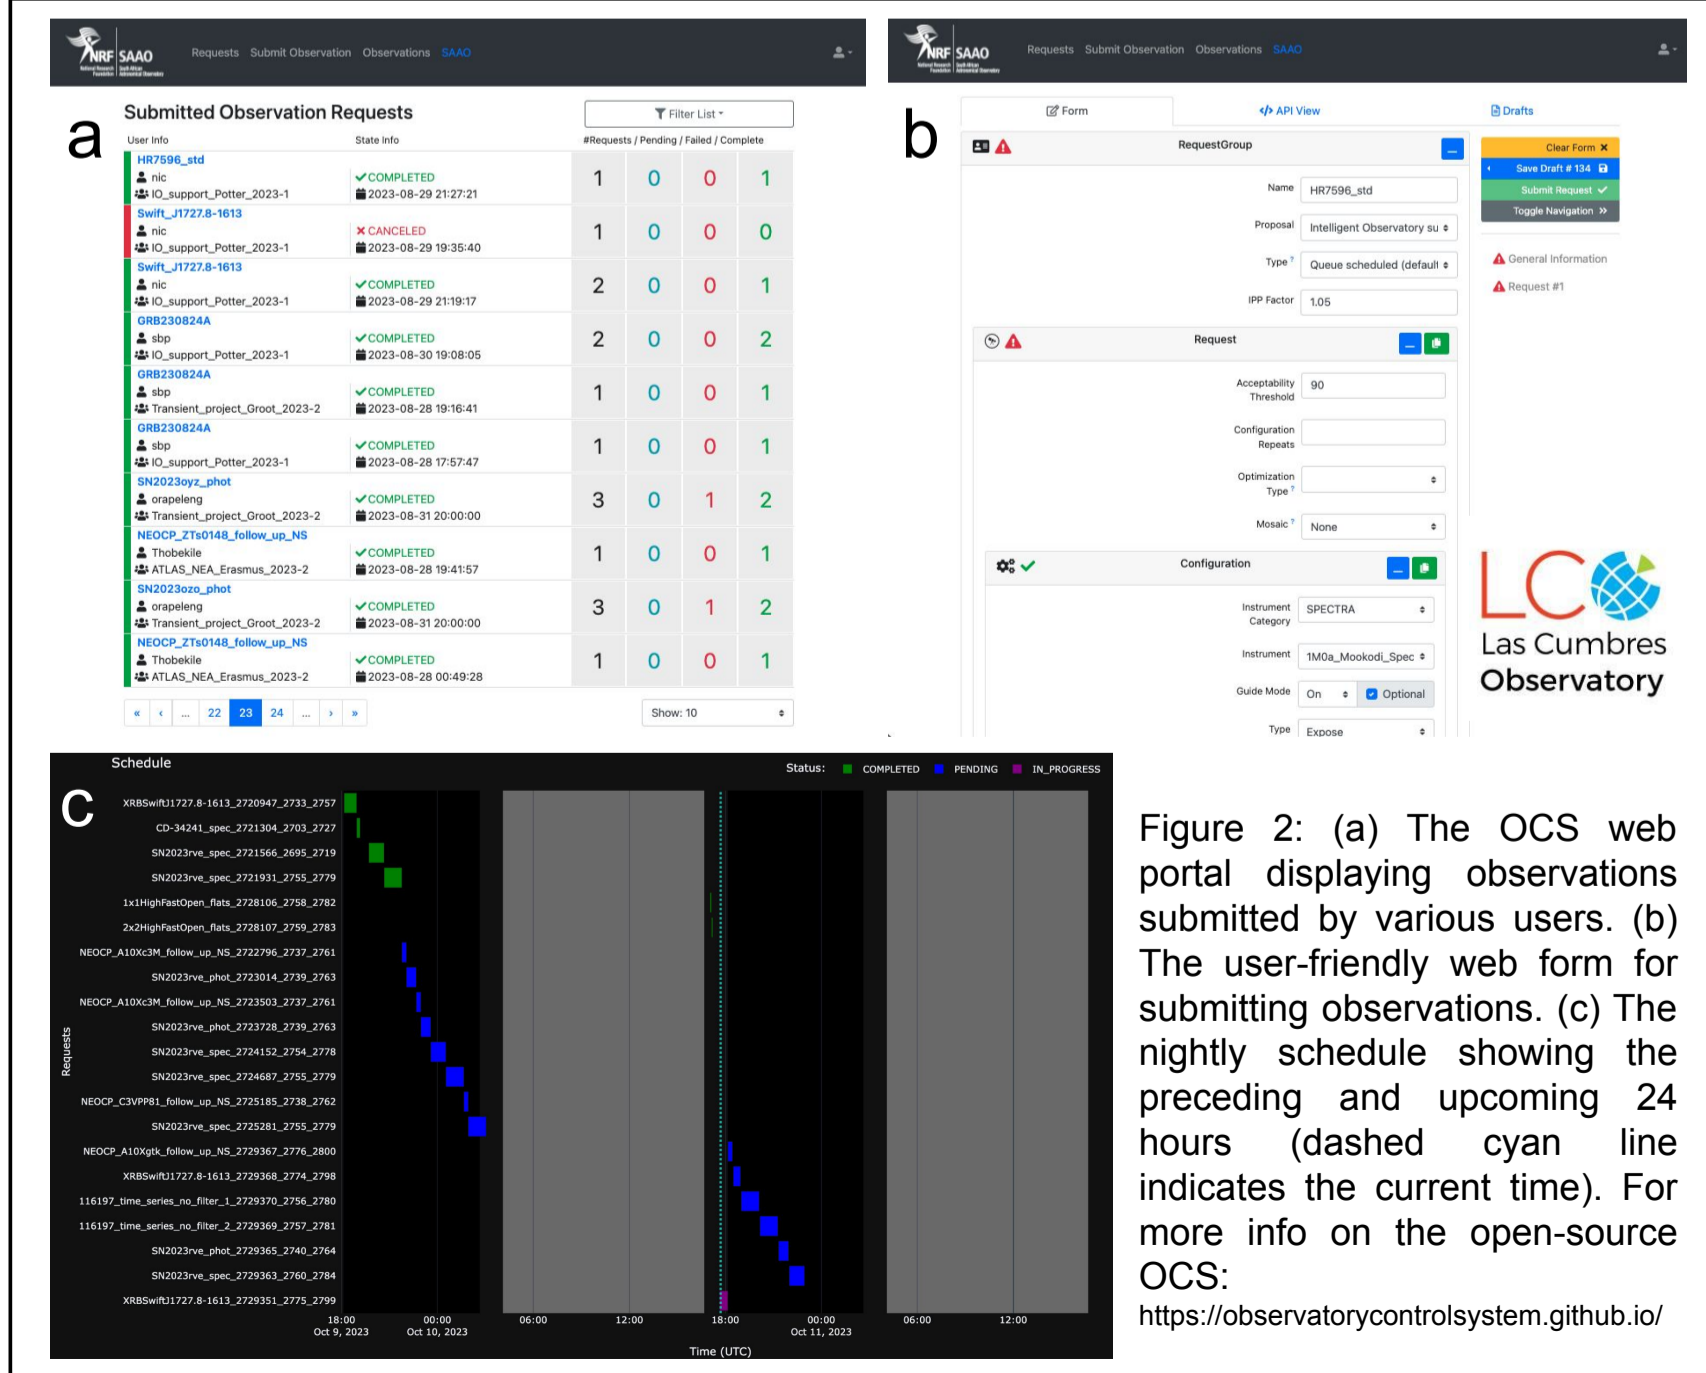 NRF SAAO
National Research Foundation
South African Astronomical Observatory
Requests Submit Observation Observations SAAO
a
Submitted Observation Requests
Filter List
User Info State Info #Requests / Pending / Failed / Complete
HR7596_std
nic COMPLETED 1 0 0 1
IO_support_Potter_2023-1 2023-08-29 21:27:21
Swift_J1727.8-1613
nic CANCELED 1 0 0 0
IO_support_Potter_2023-1 2023-08-29 19:35:40
Swift_J1727.8-1613
nic COMPLETED 2 0 0 1
IO_support_Potter_2023-1 2023-08-29 21:19:17
GRB230824A
sbp COMPLETED 2 0 0 2
IO_support_Potter_2023-1 2023-08-30 19:08:05
GRB230824A
sbp COMPLETED 1 0 0 1
Transient_project_Groot_2023-2 2023-08-28 19:16:41
GRB230824A
sbp COMPLETED 1 0 0 1
IO_support_Potter_2023-1 2023-08-28 17:57:47
SN2023oyz_phot
orapeleng COMPLETED 3 0 1 2
Transient_project_Groot_2023-2 2023-08-31 20:00:00
NEOCP_ZTs0148_follow_up_NS
Thobekile COMPLETED 1 0 0 1
ATLAS_NEA_Erasmus_2023-2 2023-08-28 19:41:57
SN2023ozo_phot
orapeleng COMPLETED 3 0 1 2
Transient_project_Groot_2023-2 2023-08-31 20:00:00
NEOCP_ZTs0148_follow_up_NS
Thobekile COMPLETED 1 0 0 1
ATLAS_NEA_Erasmus_2023-2 2023-08-28 00:49:28
« ‹ ... 22 23 24 ... › » Show: 10
NRF SAAO
National Research Foundation
South African Astronomical Observatory
Requests Submit Observation Observations SAAO
b
Form </> API View Drafts
RequestGroup
Name HR7596_std
Proposal Intelligent Observatory su
Type ? Queue scheduled (default
IPP Factor 1.05
Clear Form ×
Save Draft # 134
Submit Request
Toggle Navigation »
General Information
Request #1
Request
Acceptability Threshold 90
Configuration Repeats
Optimization Type ?
Mosaic ? None
Configuration
Instrument Category SPECTRA
Instrument 1M0a_Mookodi_Spec
Guide Mode On Optional
Type Expose
LCO
Las Cumbres
Observatory
c
Schedule
Status: COMPLETED PENDING IN_PROGRESS
Requests
XRBSwiftJ1727.8-1613_2720947_2733_2757
CD-34241_spec_2721304_2703_2727
SN2023rve_spec_2721566_2695_2719
SN2023rve_spec_2721931_2755_2779
1x1HighFastOpen_flats_2728106_2758_2782
2x2HighFastOpen_flats_2728107_2759_2783
NEOCP_A10Xc3M_follow_up_NS_2722796_2737_2761
SN2023rve_phot_2723014_2739_2763
NEOCP_A10Xc3M_follow_up_NS_2723503_2737_2761
SN2023rve_phot_2723728_2739_2763
SN2023rve_spec_2724152_2754_2778
SN2023rve_spec_2724687_2755_2779
NEOCP_C3VPP81_follow_up_NS_2725185_2738_2762
SN2023rve_spec_2725281_2755_2779
NEOCP_A10Xgtk_follow_up_NS_2729367_2776_2800
XRBSwiftJ1727.8-1613_2729368_2774_2798
116197_time_series_no_filter_1_2729370_2756_2780
116197_time_series_no_filter_2_2729369_2757_2781
SN2023rve_phot_2729365_2740_2764
SN2023rve_spec_2729363_2760_2784
XRBSwiftJ1727.8-1613_2729351_2775_2799
18:00 00:00 06:00 12:00 18:00 00:00 06:00 12:00
Oct 9, 2023 Oct 10, 2023 Oct 11, 2023
Time (UTC)
Figure 2: (a) The OCS web
portal displaying observations
submitted by various users. (b)
The user-friendly web form for
submitting observations. (c) The
nightly schedule showing the
preceding and upcoming 24
hours (dashed cyan line
indicates the current time). For
more info on the open-source
OCS:
https://observatorycontrolsystem.github.io/